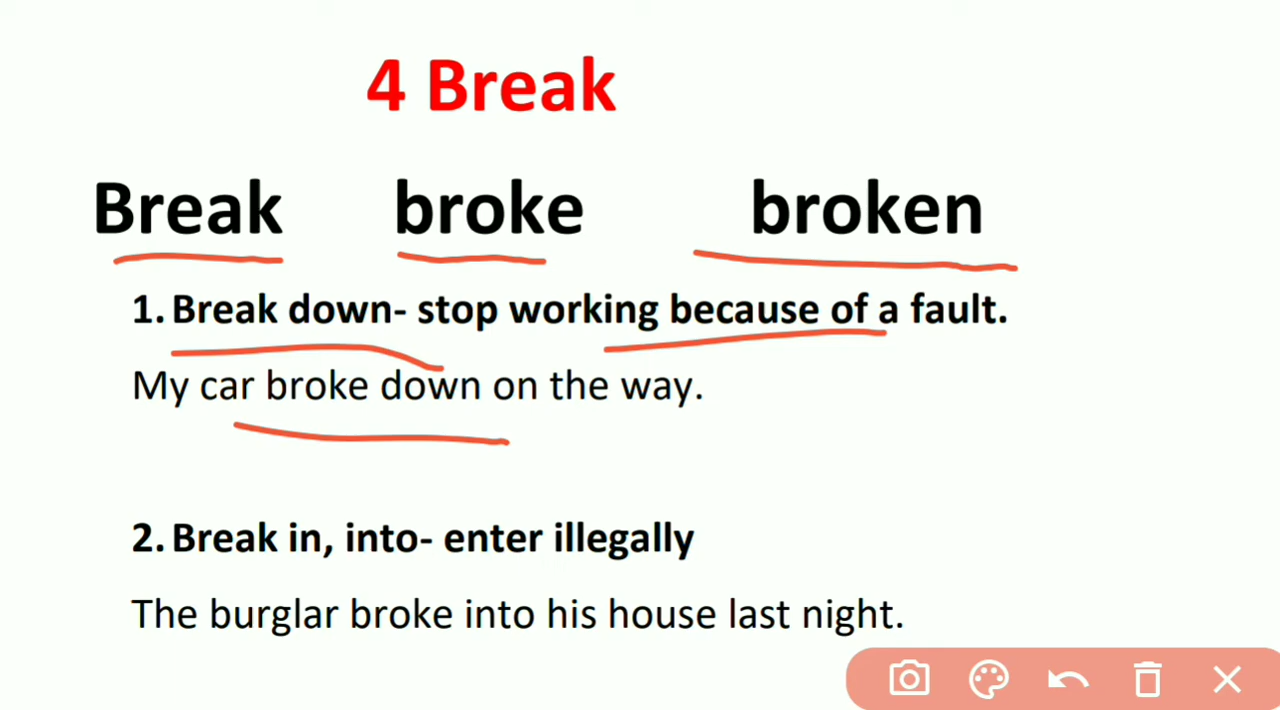 4 Break
Break broke broken
1. Break down- stop working because of a fault.
My car broke down on the way.
2. Break in, into- enter illegally
The burglar broke into his house last night.